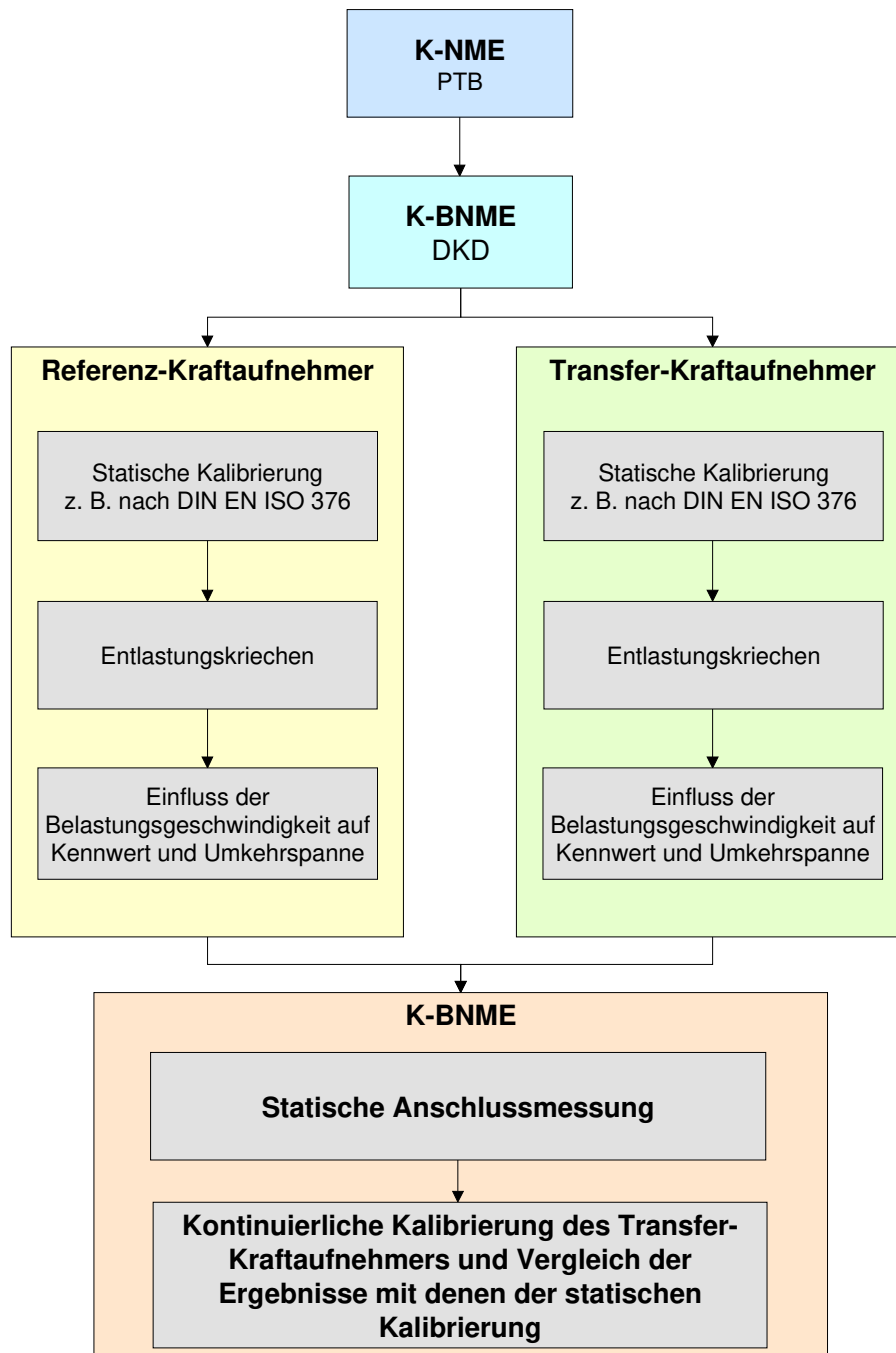 K-NME
PTB
K-BNME
DKD
Referenz-Kraftaufnehmer
Statische Kalibrierung
z. B. nach DIN EN ISO 376
Entlastungskriechen
Einfluss der
Belastungsgeschwindigkeit auf
Kennwert und Umkehrspanne
Transfer-Kraftaufnehmer
Statische Kalibrierung
z. B. nach DIN EN ISO 376
Entlastungskriechen
Einfluss der
Belastungsgeschwindigkeit auf
Kennwert und Umkehrspanne
K-BNME
Statische Anschlussmessung
Kontinuierliche Kalibrierung des Transfer-
Kraftaufnehmers und Vergleich der
Ergebnisse mit denen der statischen
Kalibrierung